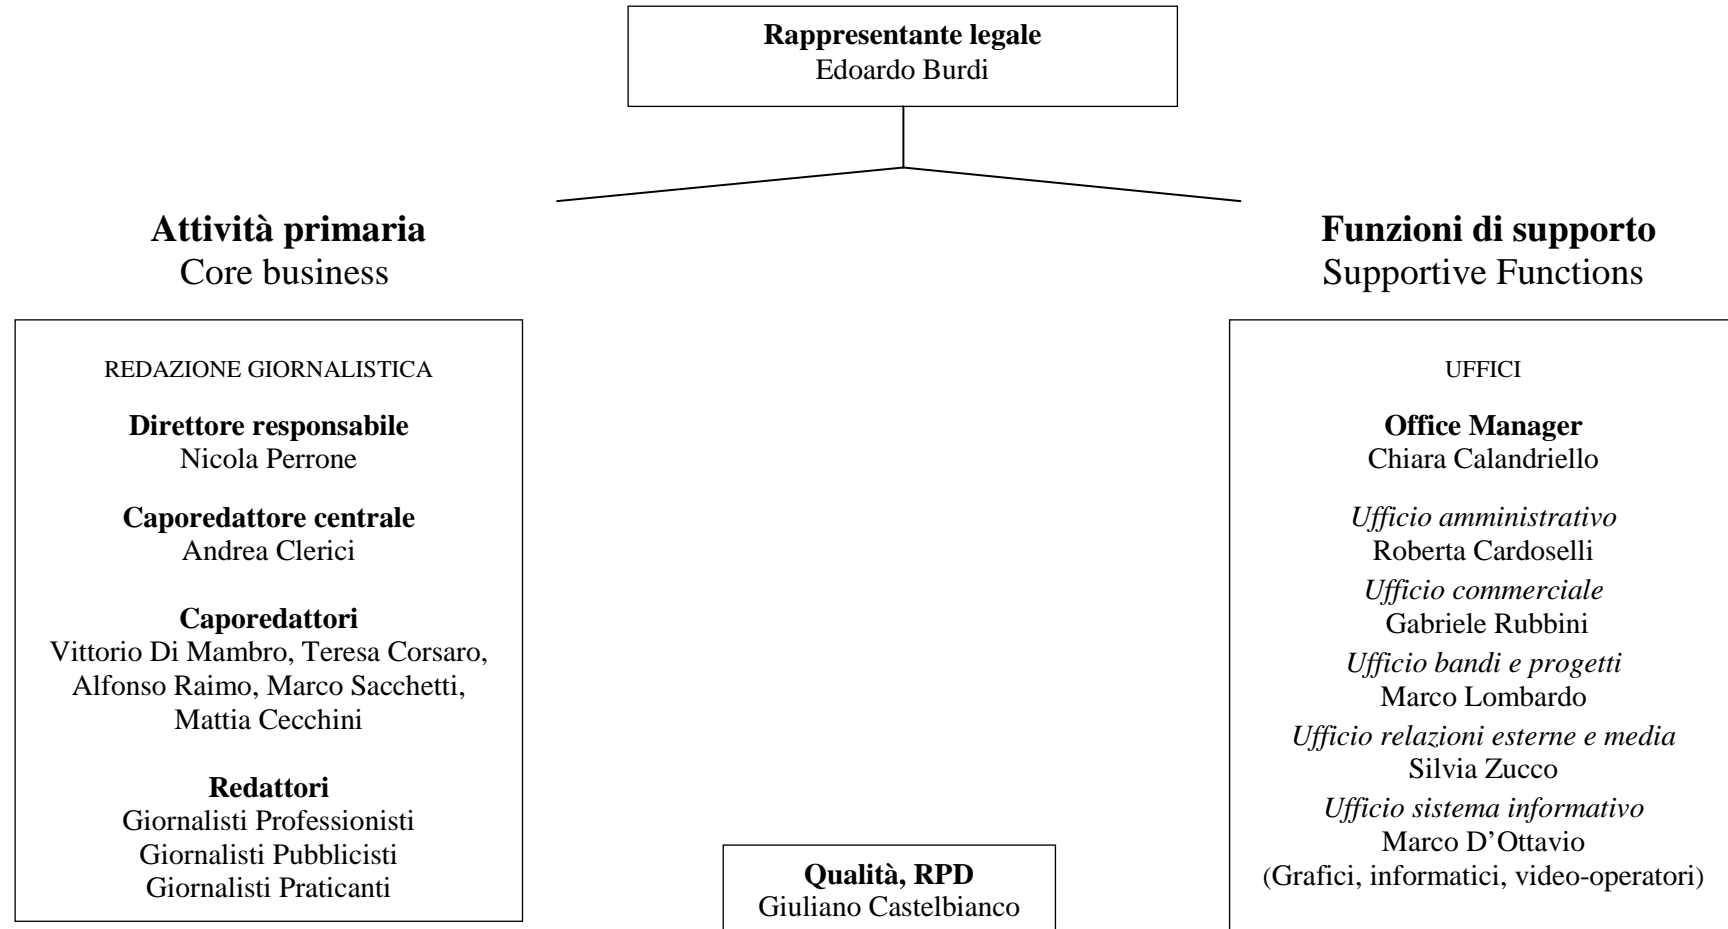 Rappresentante legale
Edoardo Burdi
Attività primaria
Core business
Funzioni di supporto
Supportive Functions
REDAZIONE GIORNALISTICA
Direttore responsabile
Nicola Perrone
Caporedattore centrale
Andrea Clerici
Caporedattori
Vittorio Di Mambro, Teresa Corsaro,
Alfonso Raimo, Marco Sacchetti,
Mattia Cecchini
Redattori
Giornalisti Professionisti
Giornalisti Pubblicisti
Giornalisti Praticanti
Qualità, RPD
Giuliano Castelbianco
UFFICI
Office Manager
Chiara Calandriello
Ufficio amministrativo
Roberta Cardoselli
Ufficio commerciale
Gabriele Rubbini
Ufficio bandi e progetti
Marco Lombardo
Ufficio relazioni esterne e media
Silvia Zucco
Ufficio sistema informativo
Marco D’Ottavio
(Grafici, informatici, video-operatori)